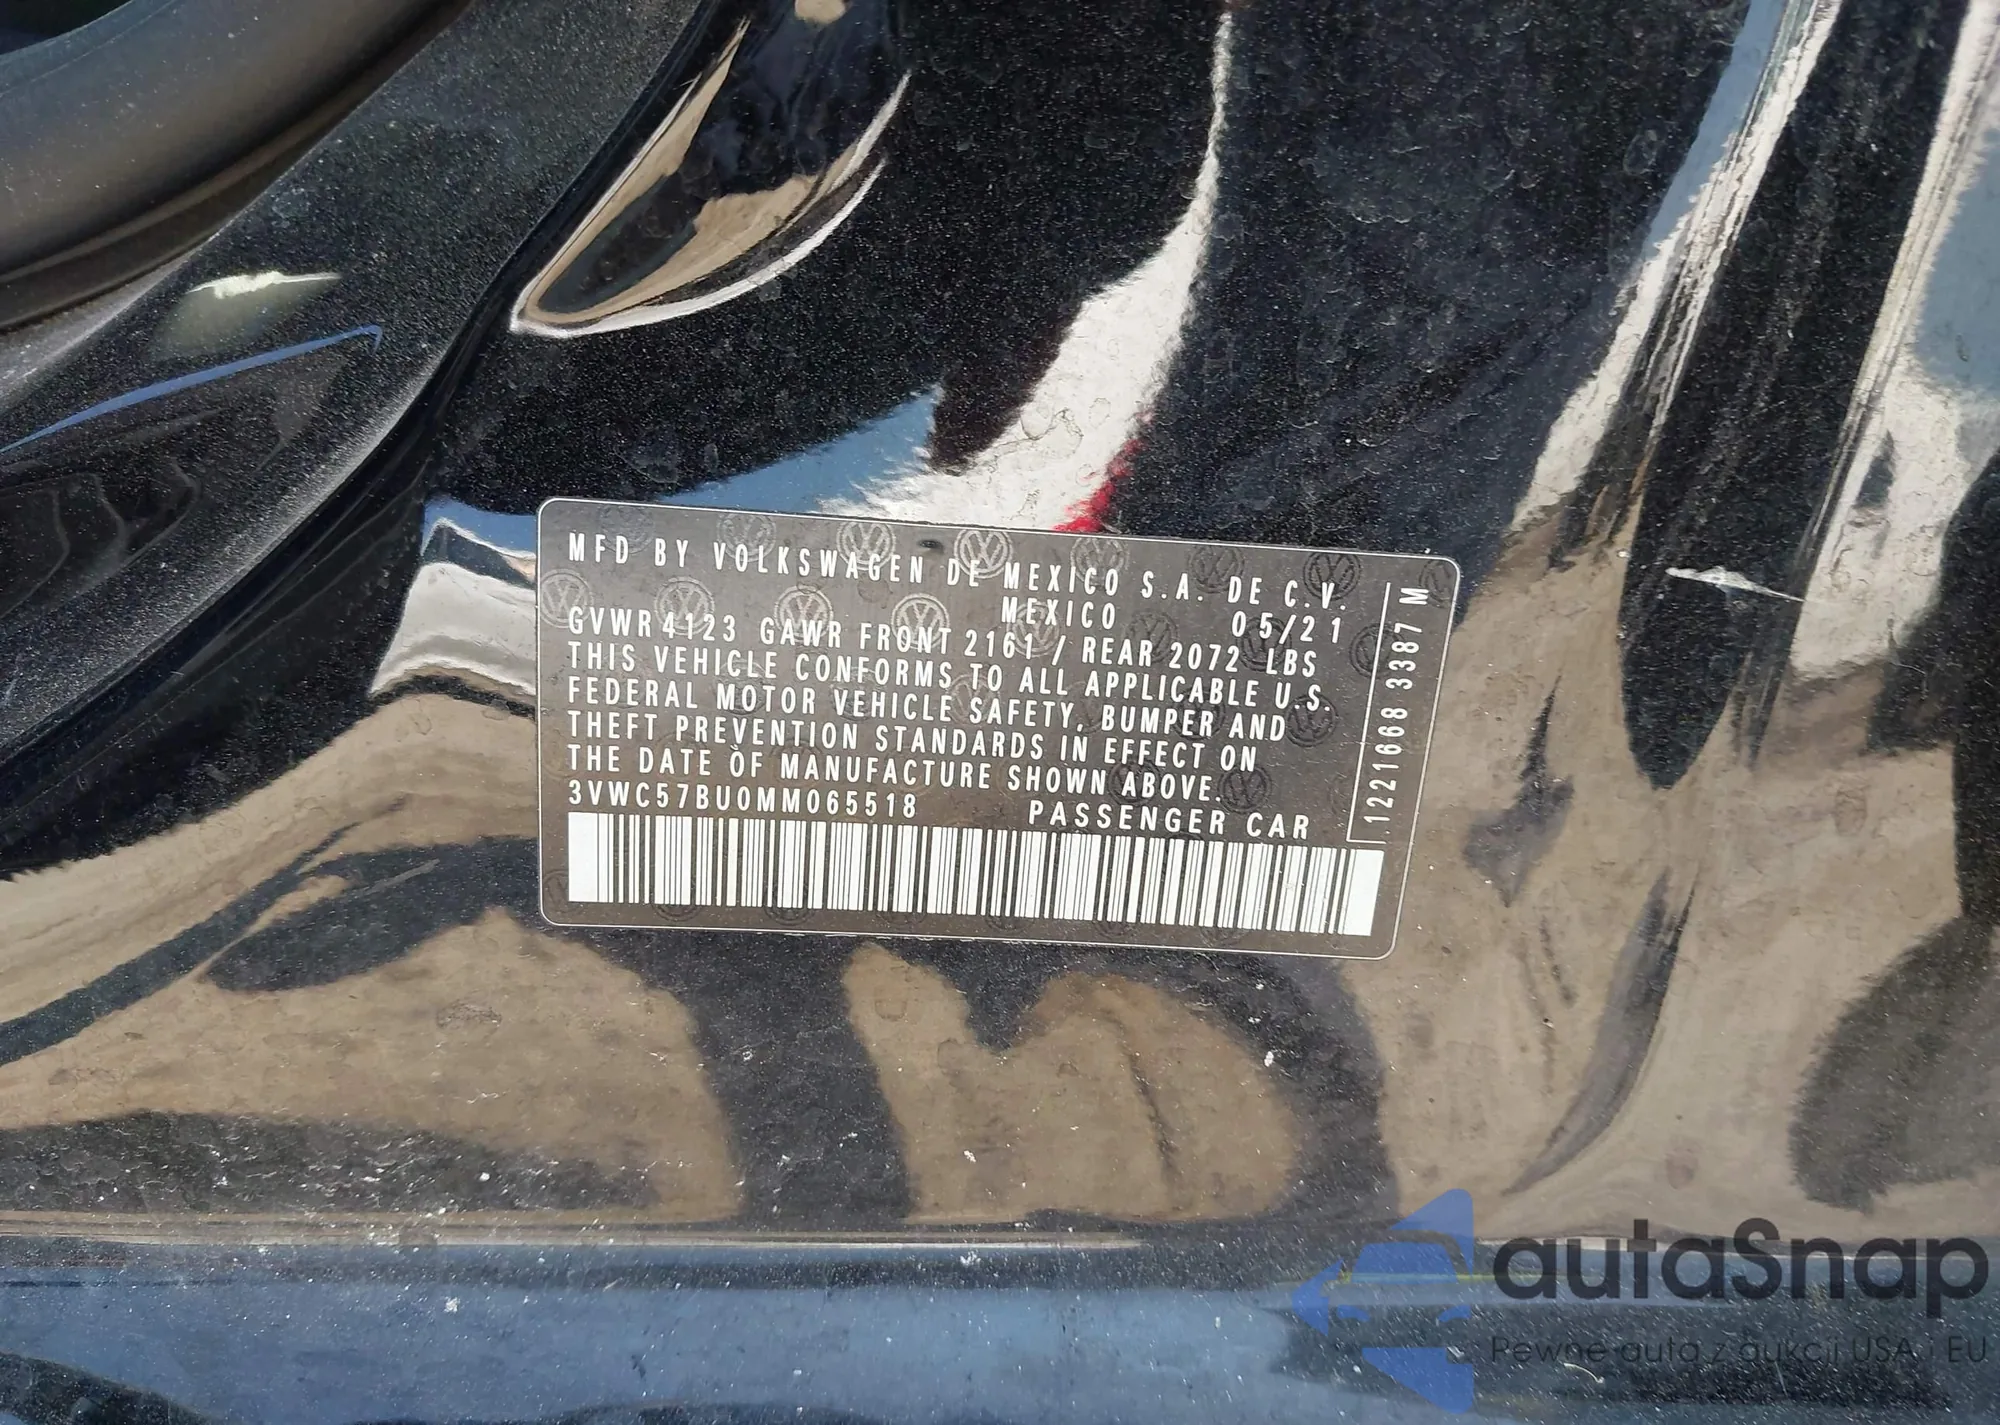 MFD BY VOLKSWAGEN DE MEXICO S.A. DE C.V.
MEXICO 05/21
GVWR 4123 GAWR FRONT 2161 / REAR 2072 LBS
THIS VEHICLE CONFORMS TO ALL APPLICABLE U.S.
FEDERAL MOTOR VEHICLE SAFETY, BUMPER AND
THEFT PREVENTION STANDARDS IN EFFECT ON
THE DATE OF MANUFACTURE SHOWN ABOVE.
3VWC57BU0MM065518 PASSENGER CAR
.1221668 3387 M
autaSnap
Pewne auta z aukcji USA i EU